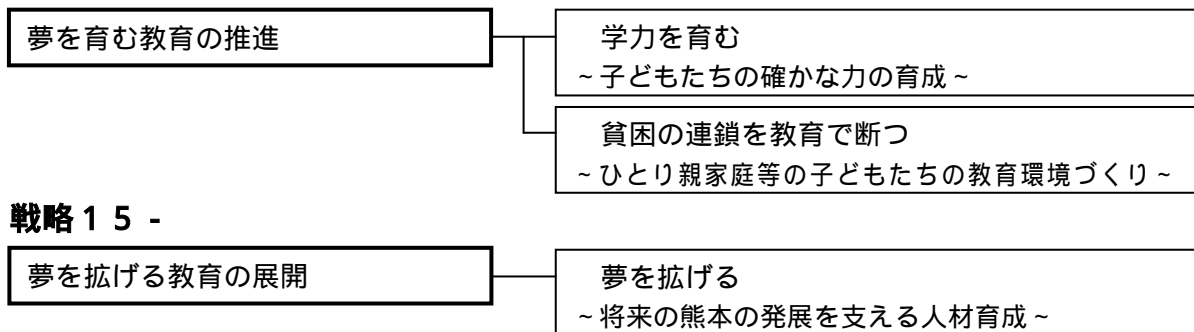 夢を育む教育の推進
学力を育む
~子どもたちの確かな力の育成~
貧困の連鎖を教育で断つ
~ひとり親家庭等の子どもたちの教育環境づくり~
戦略１５-
夢を拡げる教育の展開
夢を拡げる
~将来の熊本の発展を支える人材育成~